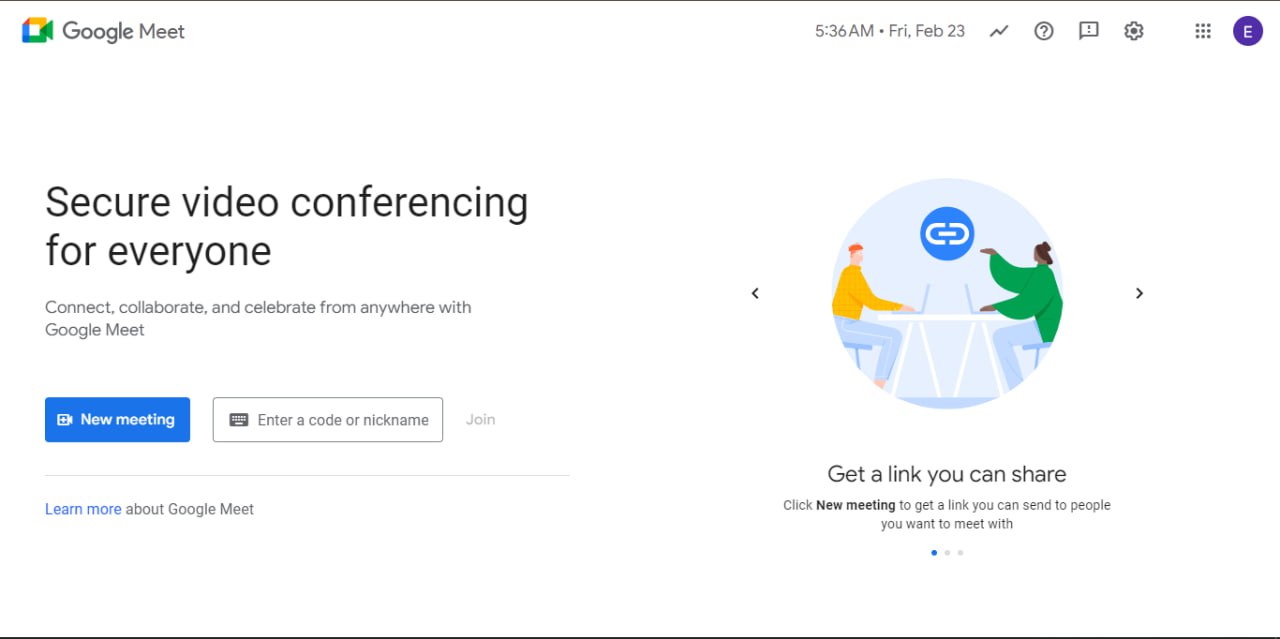 Google Meet
5:36 AM • Fri, Feb 23
E
Secure video conferencing
for everyone
Connect, collaborate, and celebrate from anywhere with
Google Meet
New meeting
Enter a code or nickname
Join
Learn more about Google Meet
Get a link you can share
Click New meeting to get a link you can send to people
you want to meet with